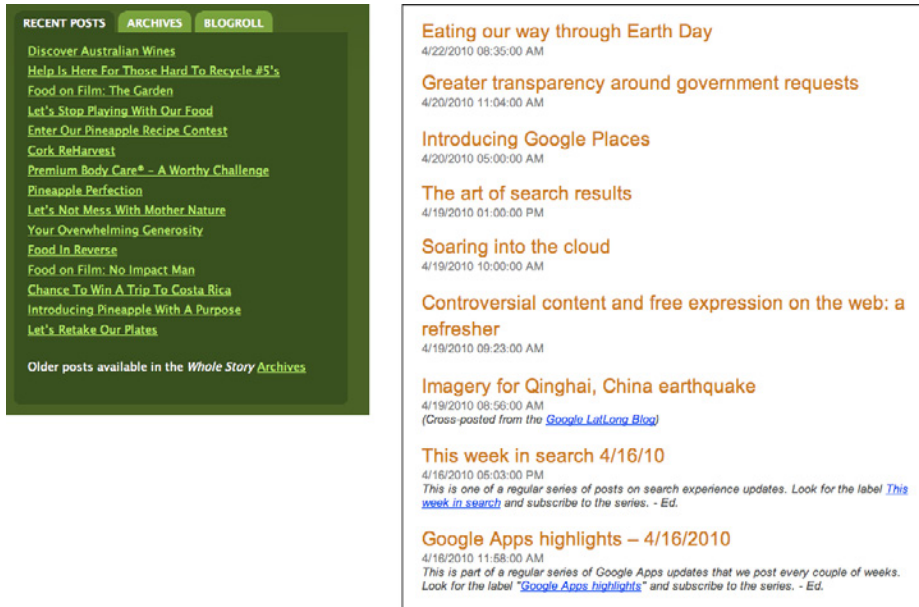 RECENT POSTS ARCHIVES BLOGROLL
Discover Australian Wines
Help Is Here For Those Hard To Recycle #5's
Food on Film: The Garden
Let's Stop Playing With Our Food
Enter Our Pineapple Recipe Contest
Cork ReHarvest
Premium Body Care® – A Worthy Challenge
Pineapple Perfection
Let's Not Mess With Mother Nature
Your Overwhelming Generosity
Food In Reverse
Food on Film: No Impact Man
Chance To Win A Trip To Costa Rica
Introducing Pineapple With A Purpose
Let's Retake Our Plates
Older posts available in the Whole Story Archives
Eating our way through Earth Day
4/22/2010 08:35:00 AM
Greater transparency around government requests
4/20/2010 11:04:00 AM
Introducing Google Places
4/20/2010 05:00:00 AM
The art of search results
4/19/2010 01:00:00 PM
Soaring into the cloud
4/19/2010 10:00:00 AM
Controversial content and free expression on the web: a
refresher
4/19/2010 09:23:00 AM
Imagery for Qinghai, China earthquake
4/19/2010 08:56:00 AM
(Cross-posted from the Google LatLong Blog)
This week in search 4/16/10
4/16/2010 05:03:00 PM
This is one of a regular series of posts on search experience updates. Look for the label This
week in search and subscribe to the series. - Ed.
Google Apps highlights – 4/16/2010
4/16/2010 11:58:00 AM
This is part of a regular series of Google Apps updates that we post every couple of weeks.
Look for the label "Google Apps highlights" and subscribe to the series. - Ed.